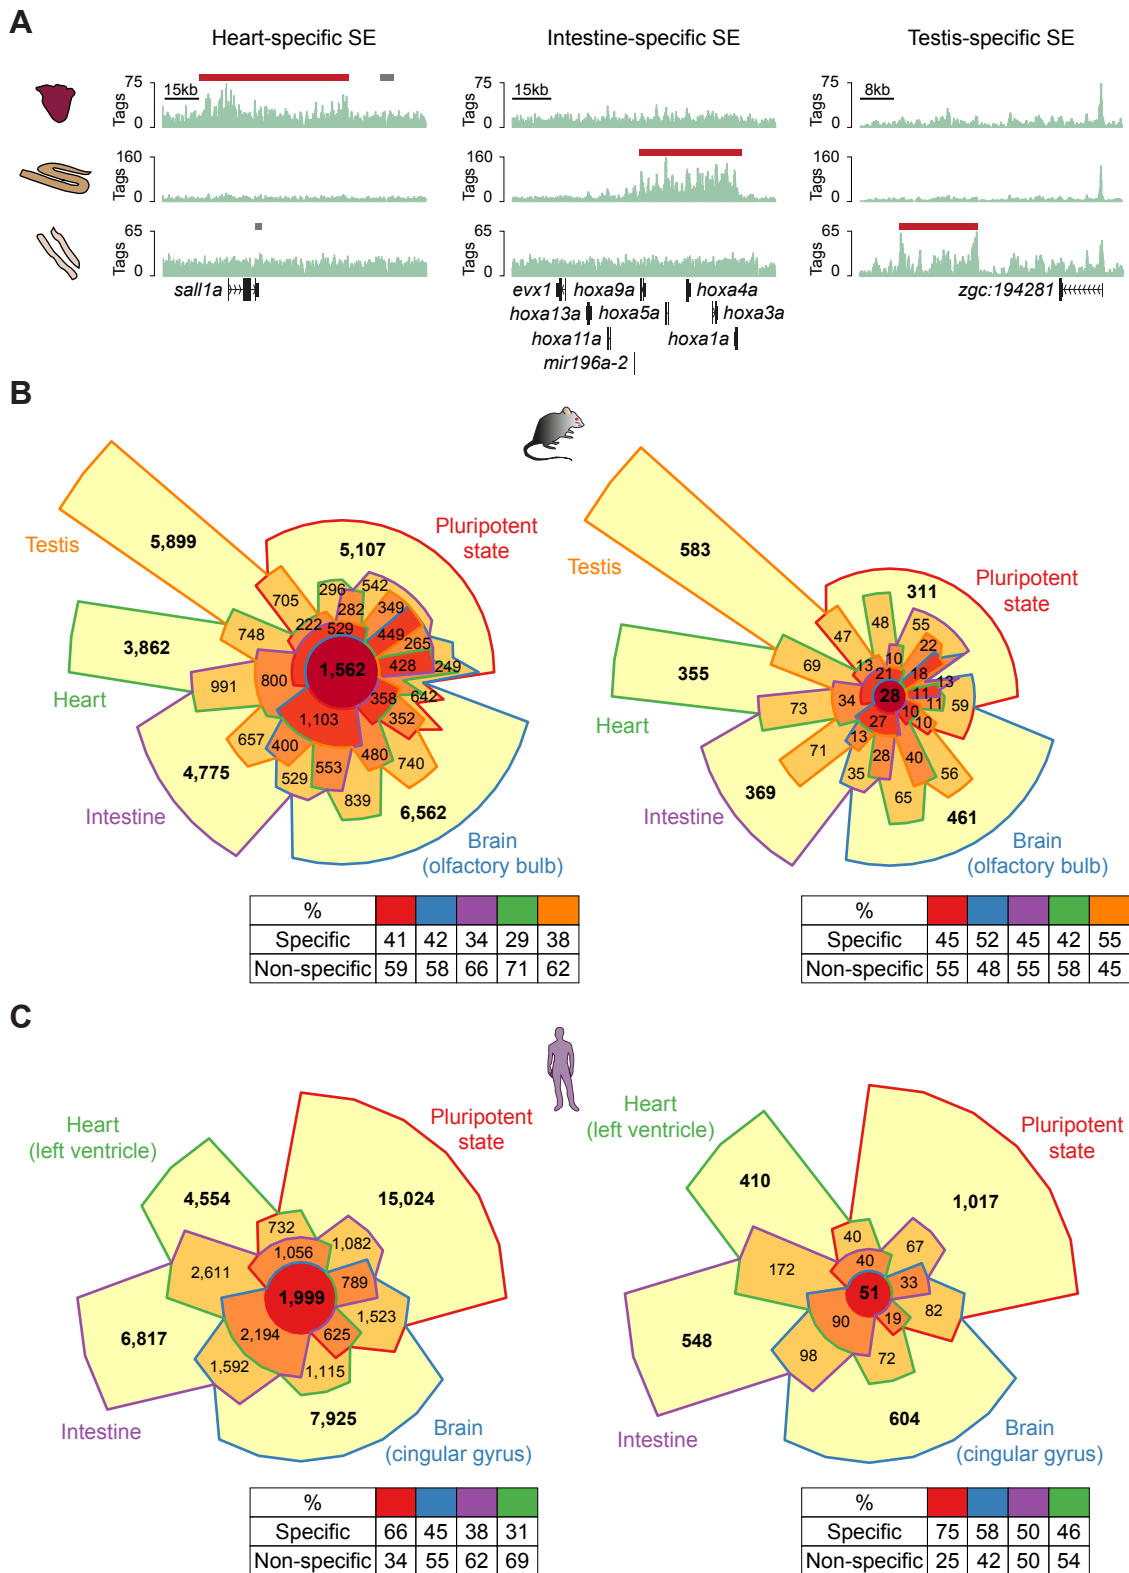 A
Heart-specific SE
Intestine-specific SE
Testis-specific SE
Tags
75
0
15kb
75
0
15kb
75
0
8kb
Tags
Tags
Tags
160
0
160
0
160
0
Tags
Tags
Tags
65
0
65
0
65
0
Tags
Tags
sall1a
evx1 hoxa9a hoxa4a
hoxa13a hoxa5a hoxa3a
hoxa11a hoxa1a
mir196a-2
zgc:194281
B
Testis
5,899
5,107
Pluripotent
state
705
296
542
282
349
222
529
449
265
748
3,862
1,562
428
249
Heart
991
800
358
642
1,103
352
657
400
480
740
4,775
529
553
839
6,562
Intestine
Brain
(olfactory bulb)
%
Specific 41 42 34 29 38
Non-specific 59 58 66 71 62
Testis
583
311
Pluripotent
state
47
48
55
10
22
13
21
18
69
13
355
28
11
11
59
Heart
73
34
10
10
27
71
13
28
40
56
369
35
65
461
Intestine
Brain
(olfactory bulb)
%
Specific 45 52 45 42 55
Non-specific 55 48 55 58 45
C
Heart
(left ventricle)
Pluripotent
state
4,554
15,024
732
1,082
1,056
2,611
789
1,999
1,523
6,817
2,194
625
1,592
1,115
7,925
Intestine
Brain
(cingular gyrus)
%
Specific 66 45 38 31
Non-specific 34 55 62 69
Heart
(left ventricle)
Pluripotent
state
410
1,017
40
67
40
172
33
51
82
548
90
19
98
72
604
Intestine
Brain
(cingular gyrus)
%
Specific 75 58 50 46
Non-specific 25 42 50 54